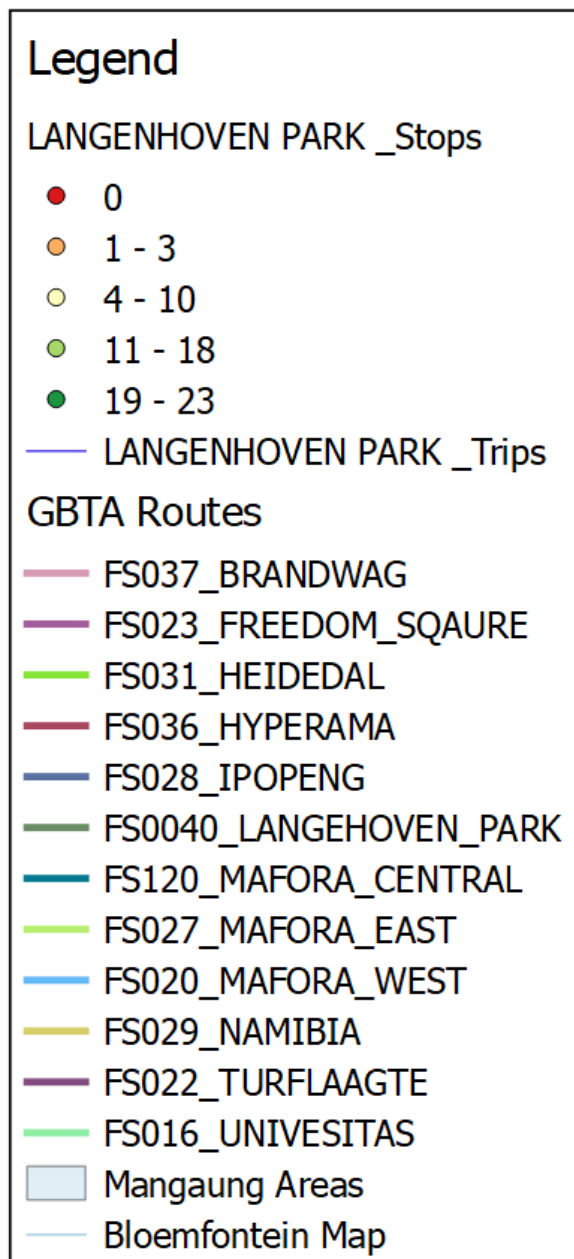 Legend
LANGENHOVEN PARK _Stops
0
1 - 3
4 - 10
11 - 18
19 - 23
LANGENHOVEN PARK _Trips
GBTA Routes
FS037_BRANDWAG
FS023_FREEDOM_SQAURE
FS031_HEIDEDAL
FS036_HYPERAMA
FS028_IPOPENG
FS0040_LANGEHOVEN_PARK
FS120_MAFORA_CENTRAL
FS027_MAFORA_EAST
FS020_MAFORA_WEST
FS029_NAMIBIA
FS022_TURFLAAGTE
FS016_UNIVESITAS
Mangaung Areas
Bloemfontein Map